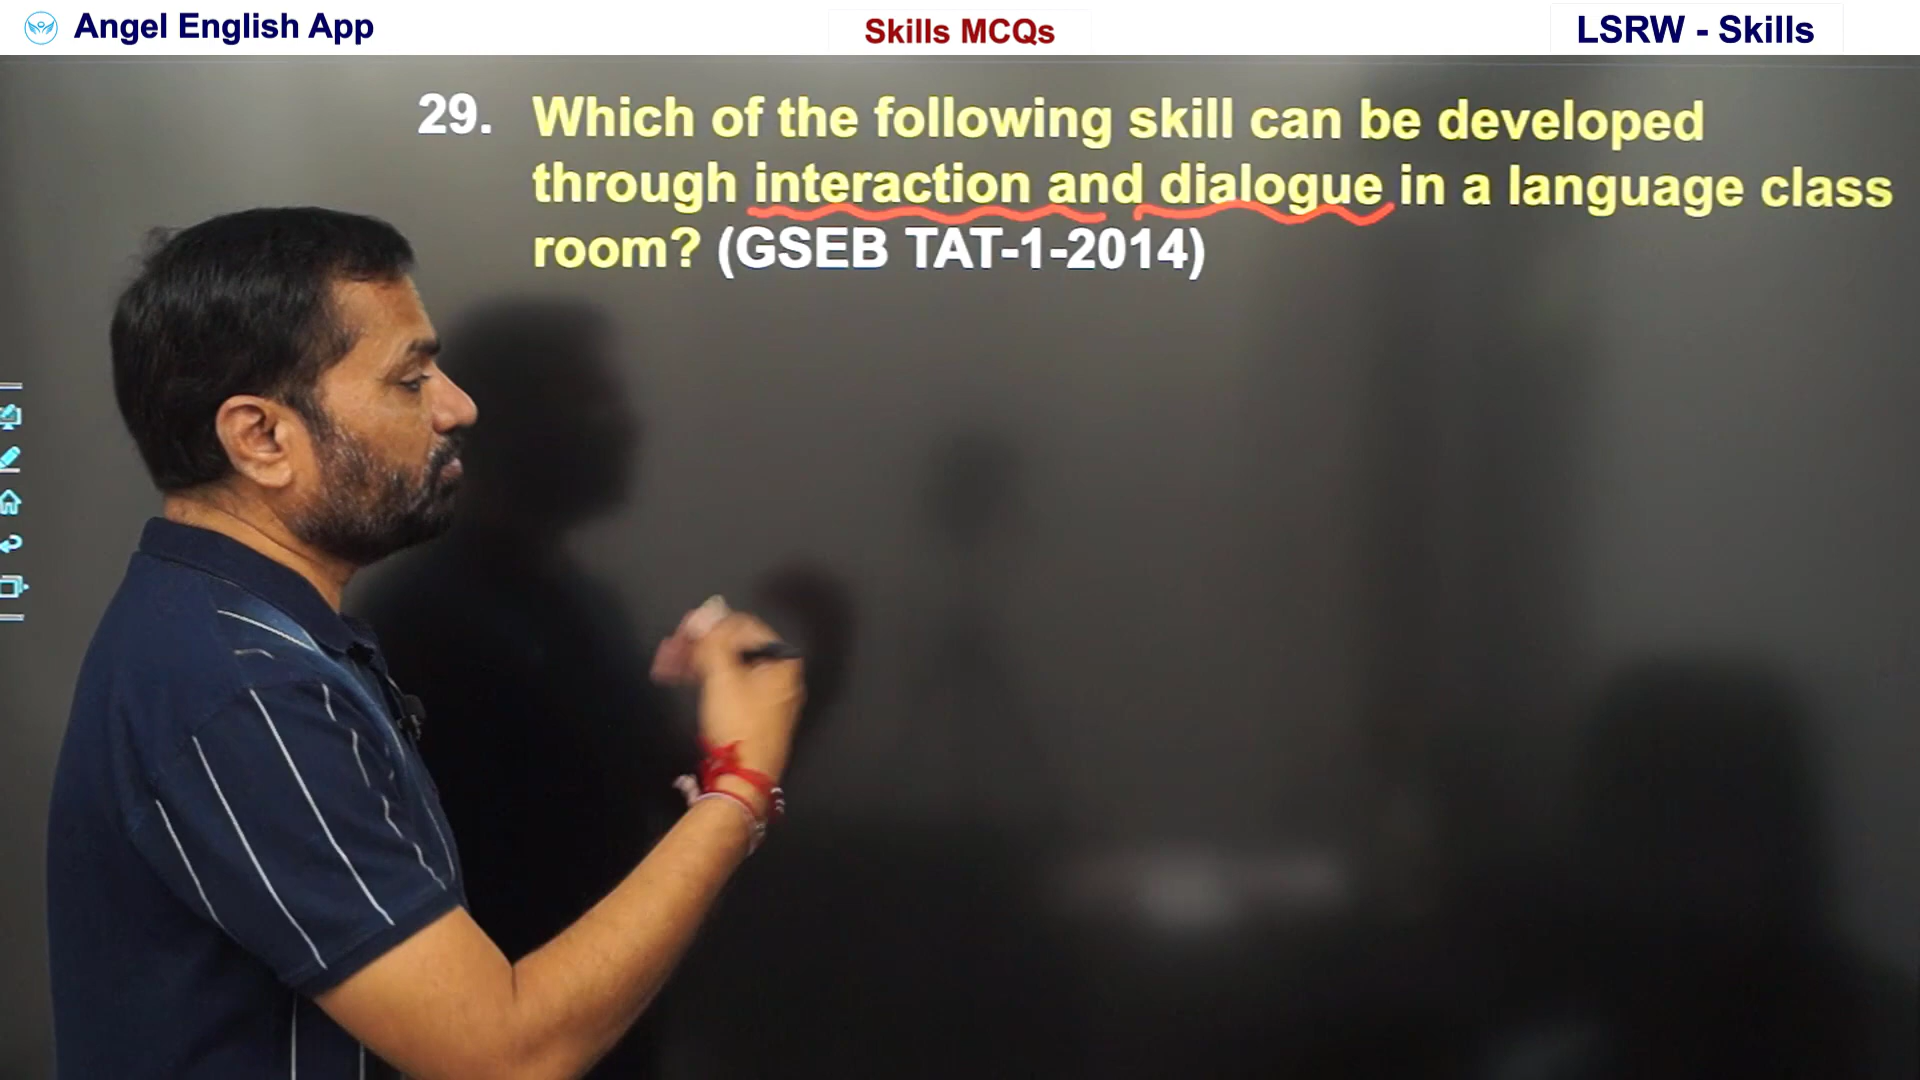 Angel English App
Skills MCQs
LSRW - Skills
29. Which of the following skill can be developed
through interaction and dialogue in a language class
room? (GSEB TAT-1-2014)